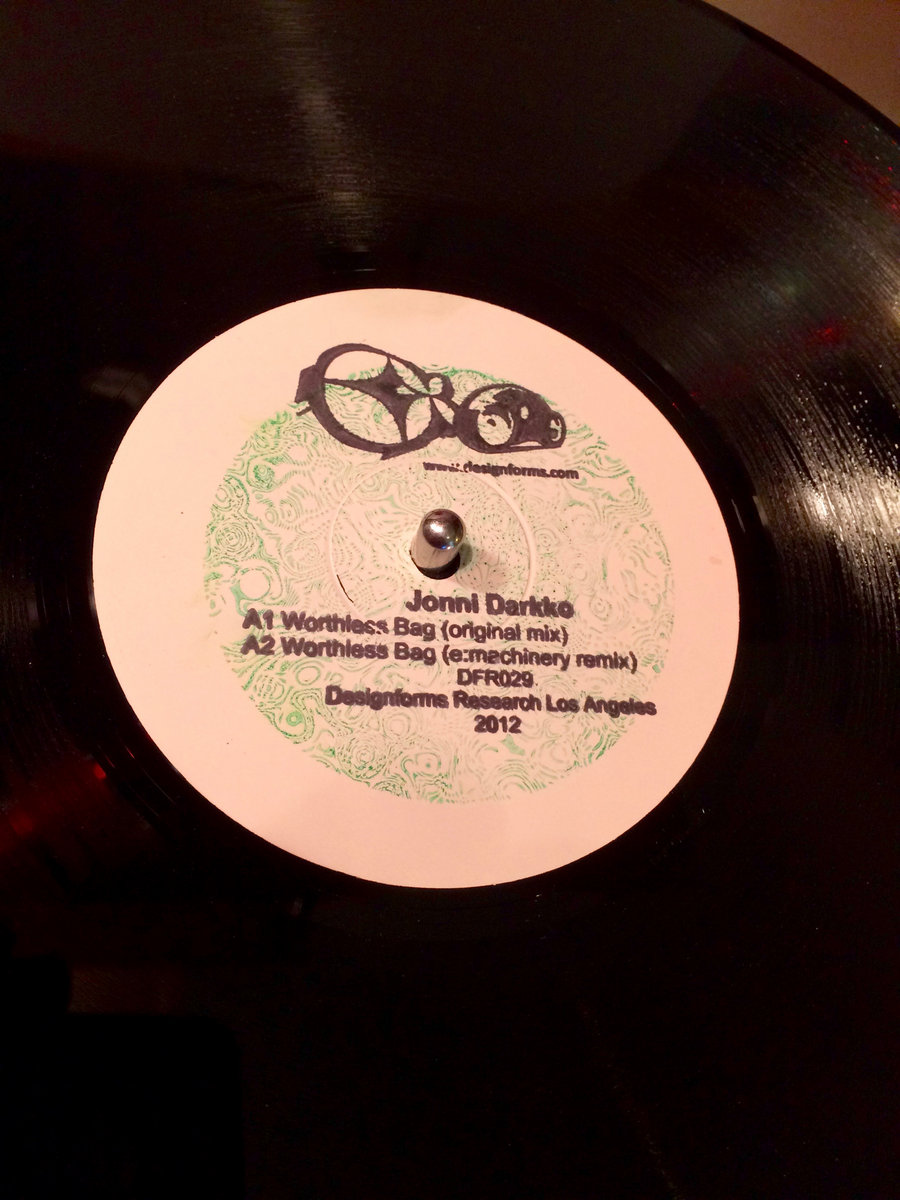 www.designforms.com
Jonni Darkko
A1 Worthless Bag (original mix)
A2 Worthless Bag (e:machinery remix)
DFR029
Designforms Research Los Angeles
2012